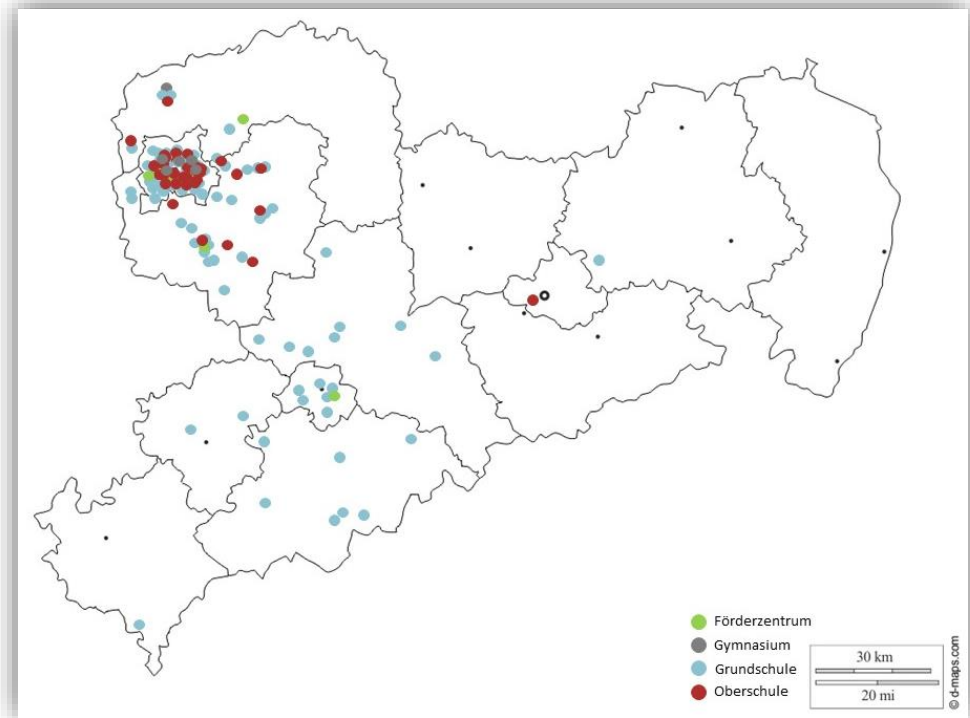 Förderzentrum
Gymnasium
Grundschule
Oberschule
30 km
20 mi
© d-maps.com